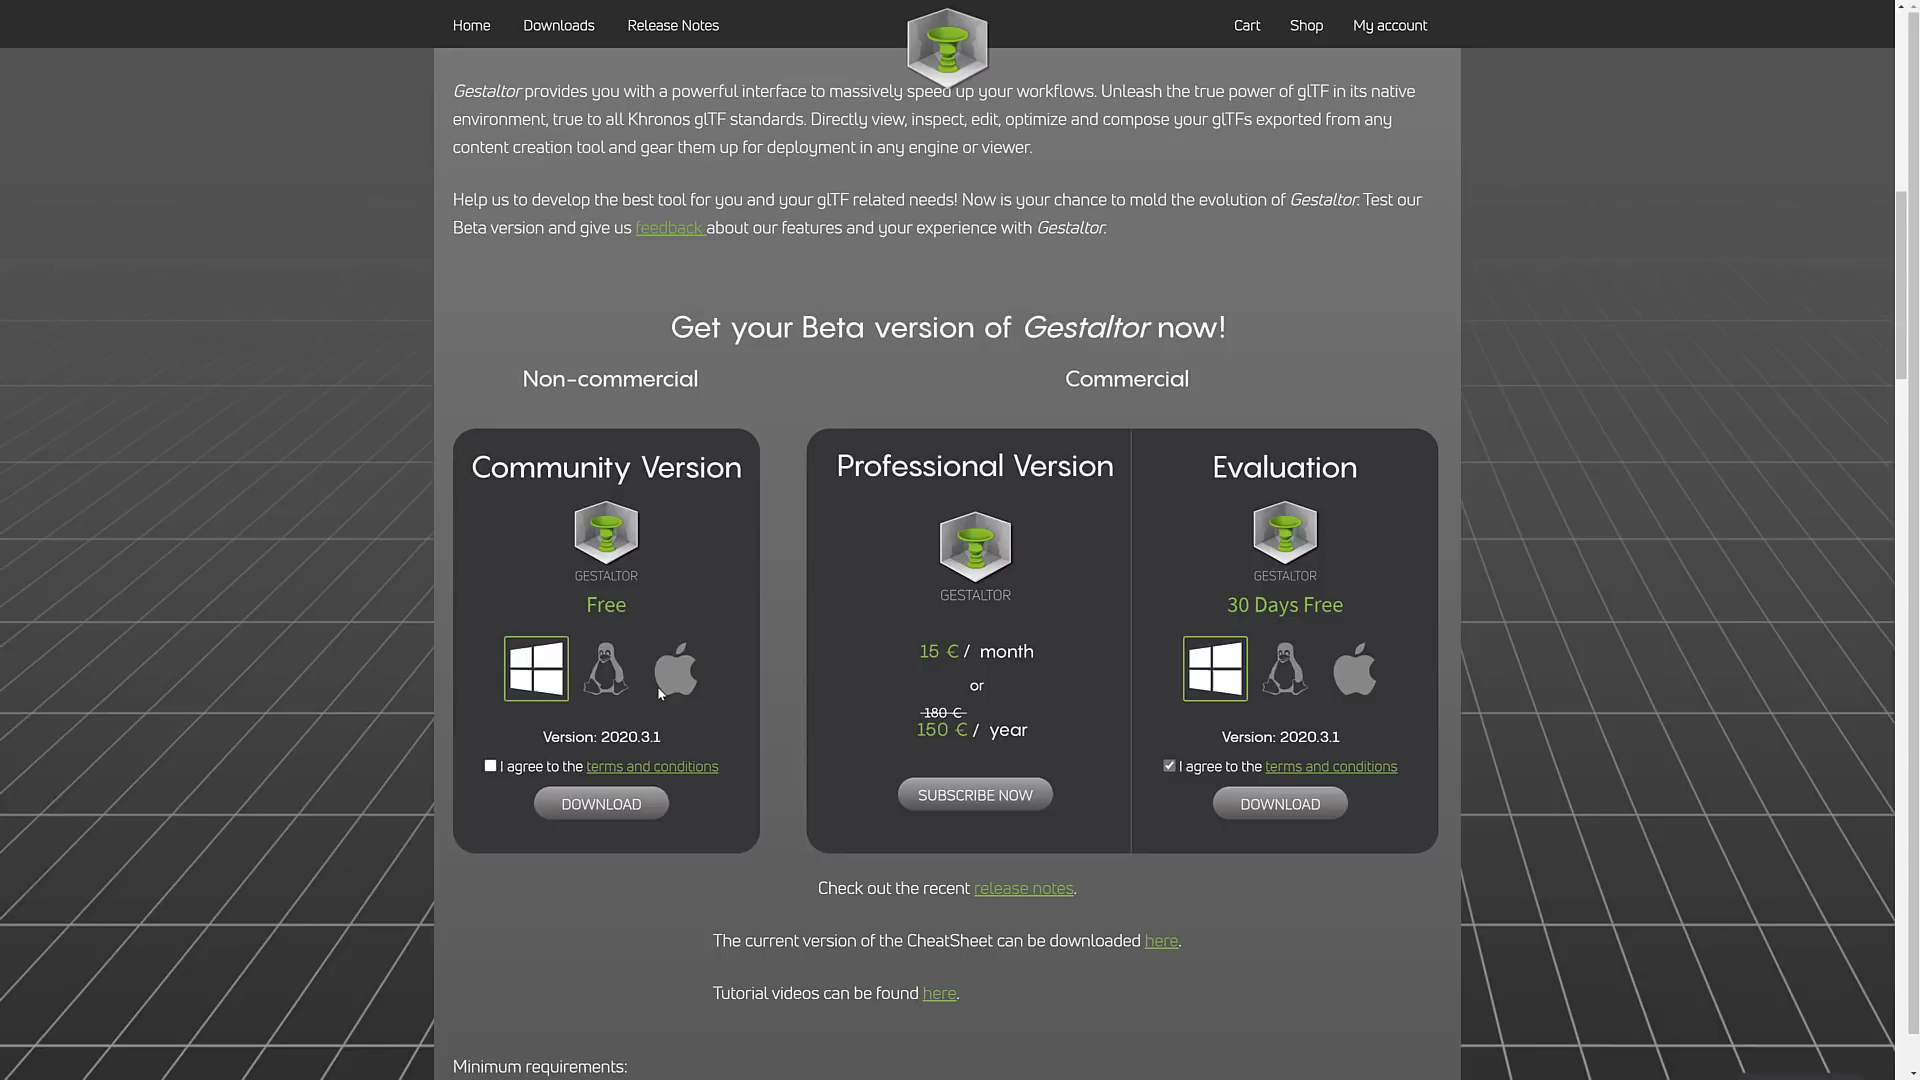 Home Downloads Release Notes Cart Shop My account
Gestaltor provides you with a powerful interface to massively speed up your workflows. Unleash the true power of glTF in its native
environment, true to all Khronos glTF standards. Directly view, inspect, edit, optimize and compose your glTFs exported from any
content creation tool and gear them up for deployment in any engine or viewer.
Help us to develop the best tool for you and your glTF related needs! Now is your chance to mold the evolution of Gestaltor. Test our
Beta version and give us feedback about our features and your experience with Gestaltor.
Get your Beta version of Gestaltor now!
Non-commercial
Commercial
Community Version
GESTALTOR
Free
Version: 2020.3.1
I agree to the terms and conditions
DOWNLOAD
Professional Version
GESTALTOR
15 € / month
or
180 €
150 € / year
SUBSCRIBE NOW
Evaluation
GESTALTOR
30 Days Free
Version: 2020.3.1
I agree to the terms and conditions
DOWNLOAD
Check out the recent release notes.
The current version of the CheatSheet can be downloaded here.
Tutorial videos can be found here.
Minimum requirements: